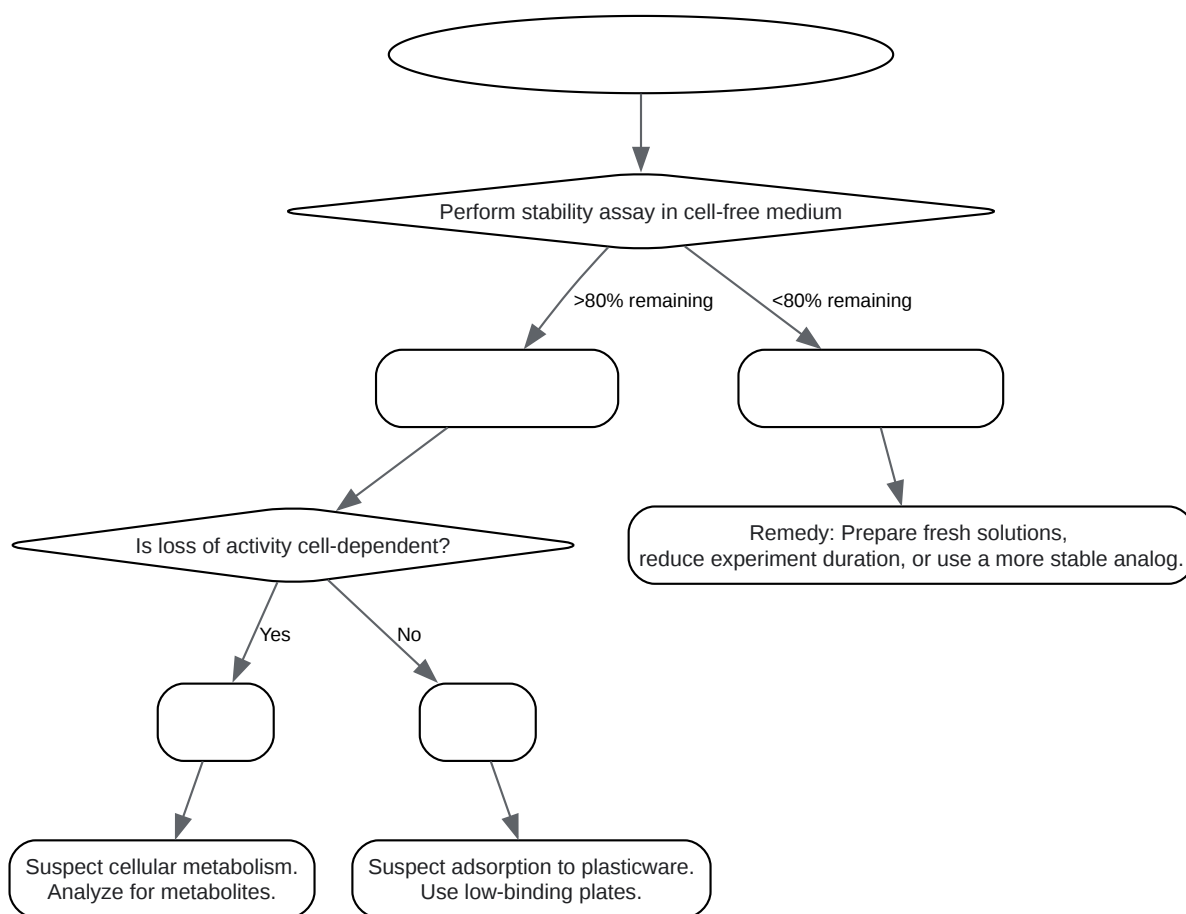 Perform stability assay in cell-free medium
>80% remaining
<80% remaining
Is loss of activity cell-dependent?
Remedy: Prepare fresh solutions,
reduce experiment duration, or use a more stable analog.
Yes
No
Suspect cellular metabolism.
Analyze for metabolites.
Suspect adsorption to plasticware.
Use low-binding plates.